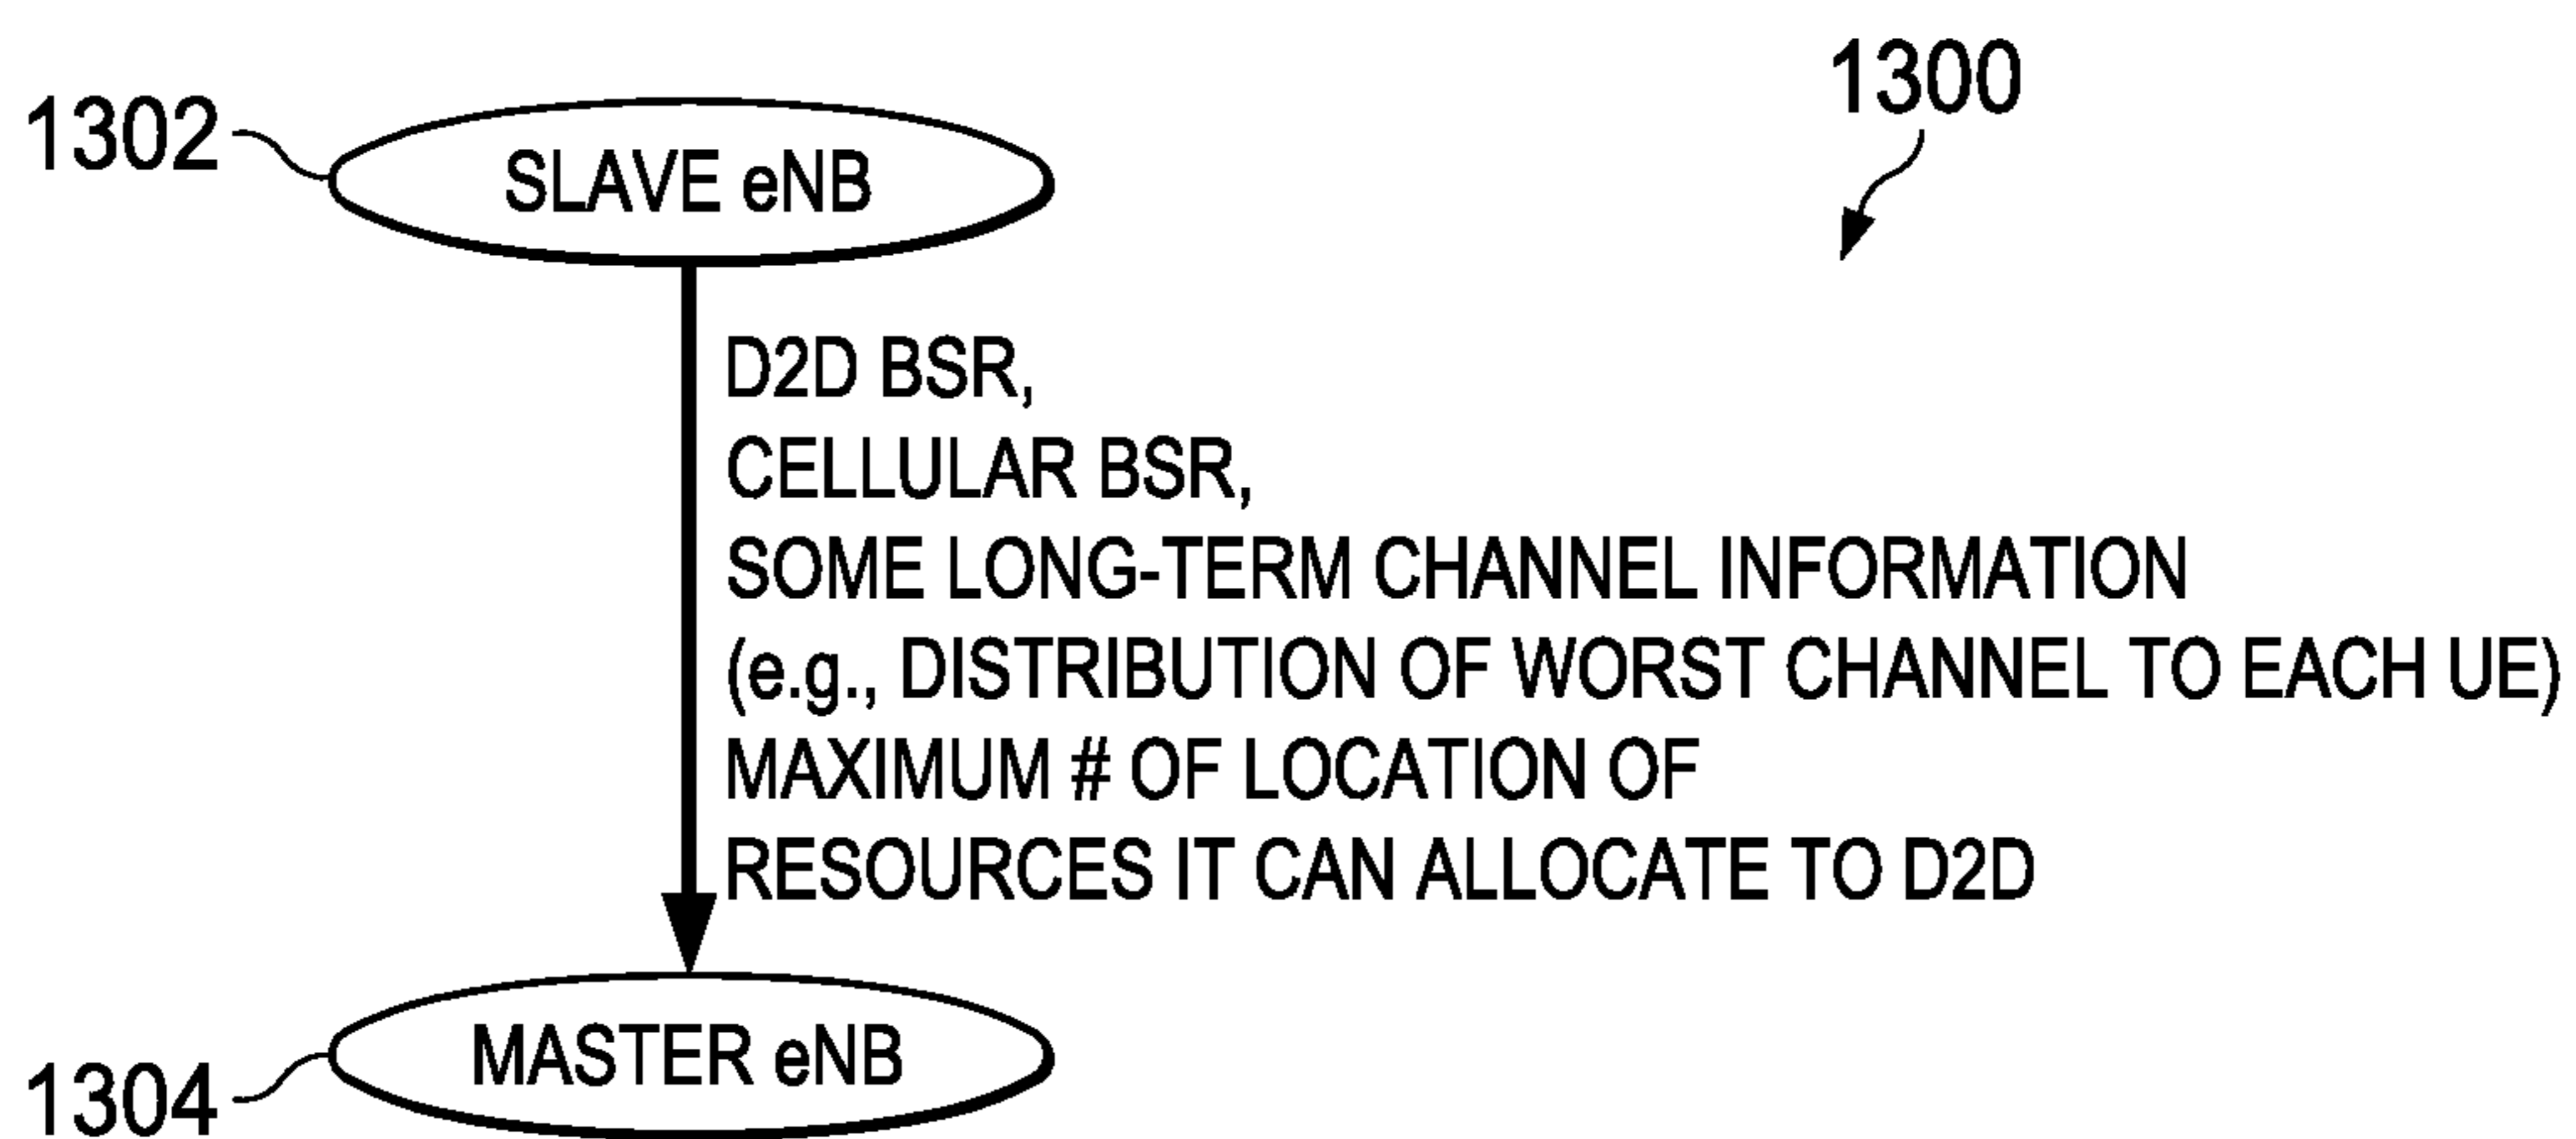 1300
1302
SLAVE eNB
D2D BSR,
CELLULAR BSR,
SOME LONG-TERM CHANNEL INFORMATION
(e.g., DISTRIBUTION OF WORST CHANNEL TO EACH UE)
MAXIMUM # OF LOCATION OF
RESOURCES IT CAN ALLOCATE TO D2D
MASTER eNB
1304